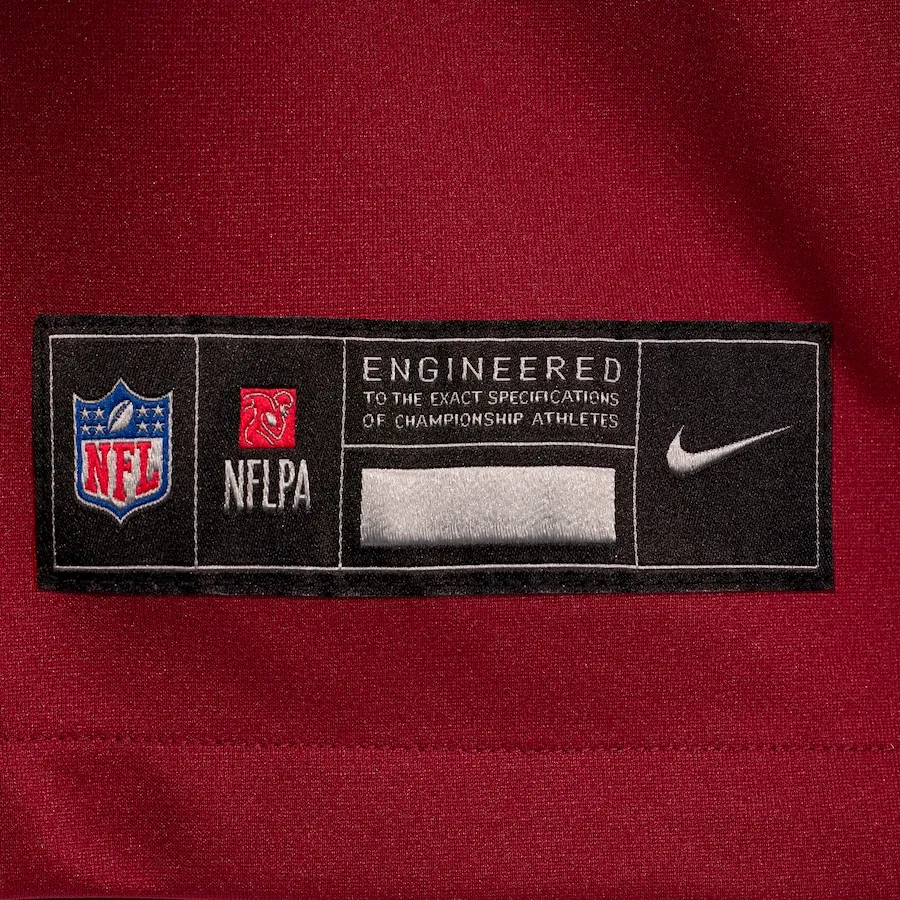 NFL
NFLPA
ENGINEERED
TO THE EXACT SPECIFICATIONS
OF CHAMPIONSHIP ATHLETES